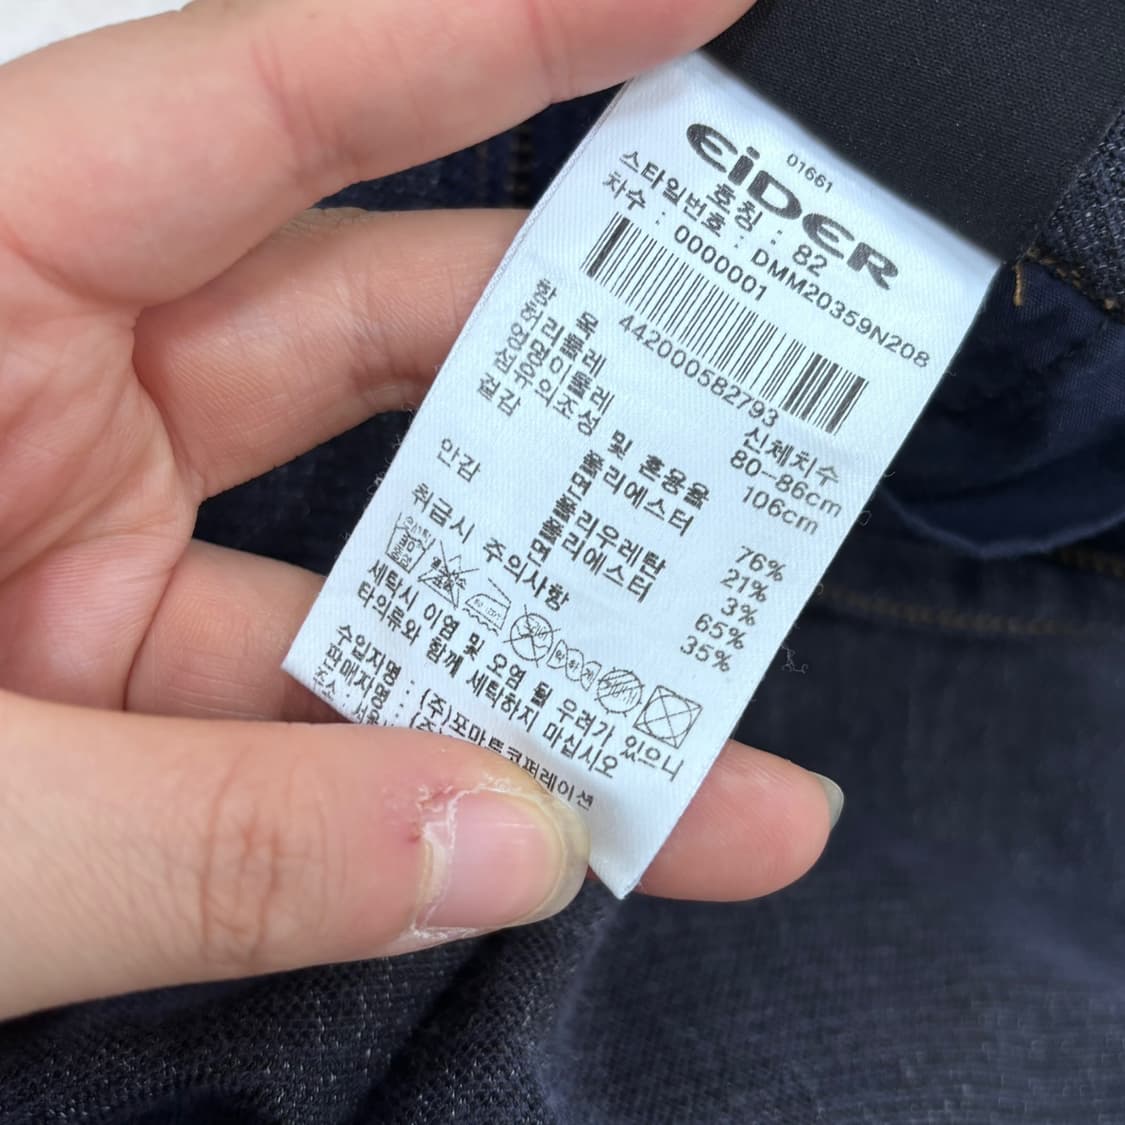 01661
EiDER
호칭 : 82
스타일번호 : DMM20359N208
차수 : 0000001
4420005B2793
신체치수
허리둘레 80-86cm
엉덩이둘레 106cm
섬유의조성 및 혼용율
겉감 폴리에스터 76%
면 21%
폴리우레탄 3%
안감 폴리에스터 65%
면 35%
취급시 주의사항
세탁시 이염 및 오염 될 우려가 있으니
타의류와 함께 세탁하지 마십시오
수입자명 : (주)포마트코퍼레이션
판매자명